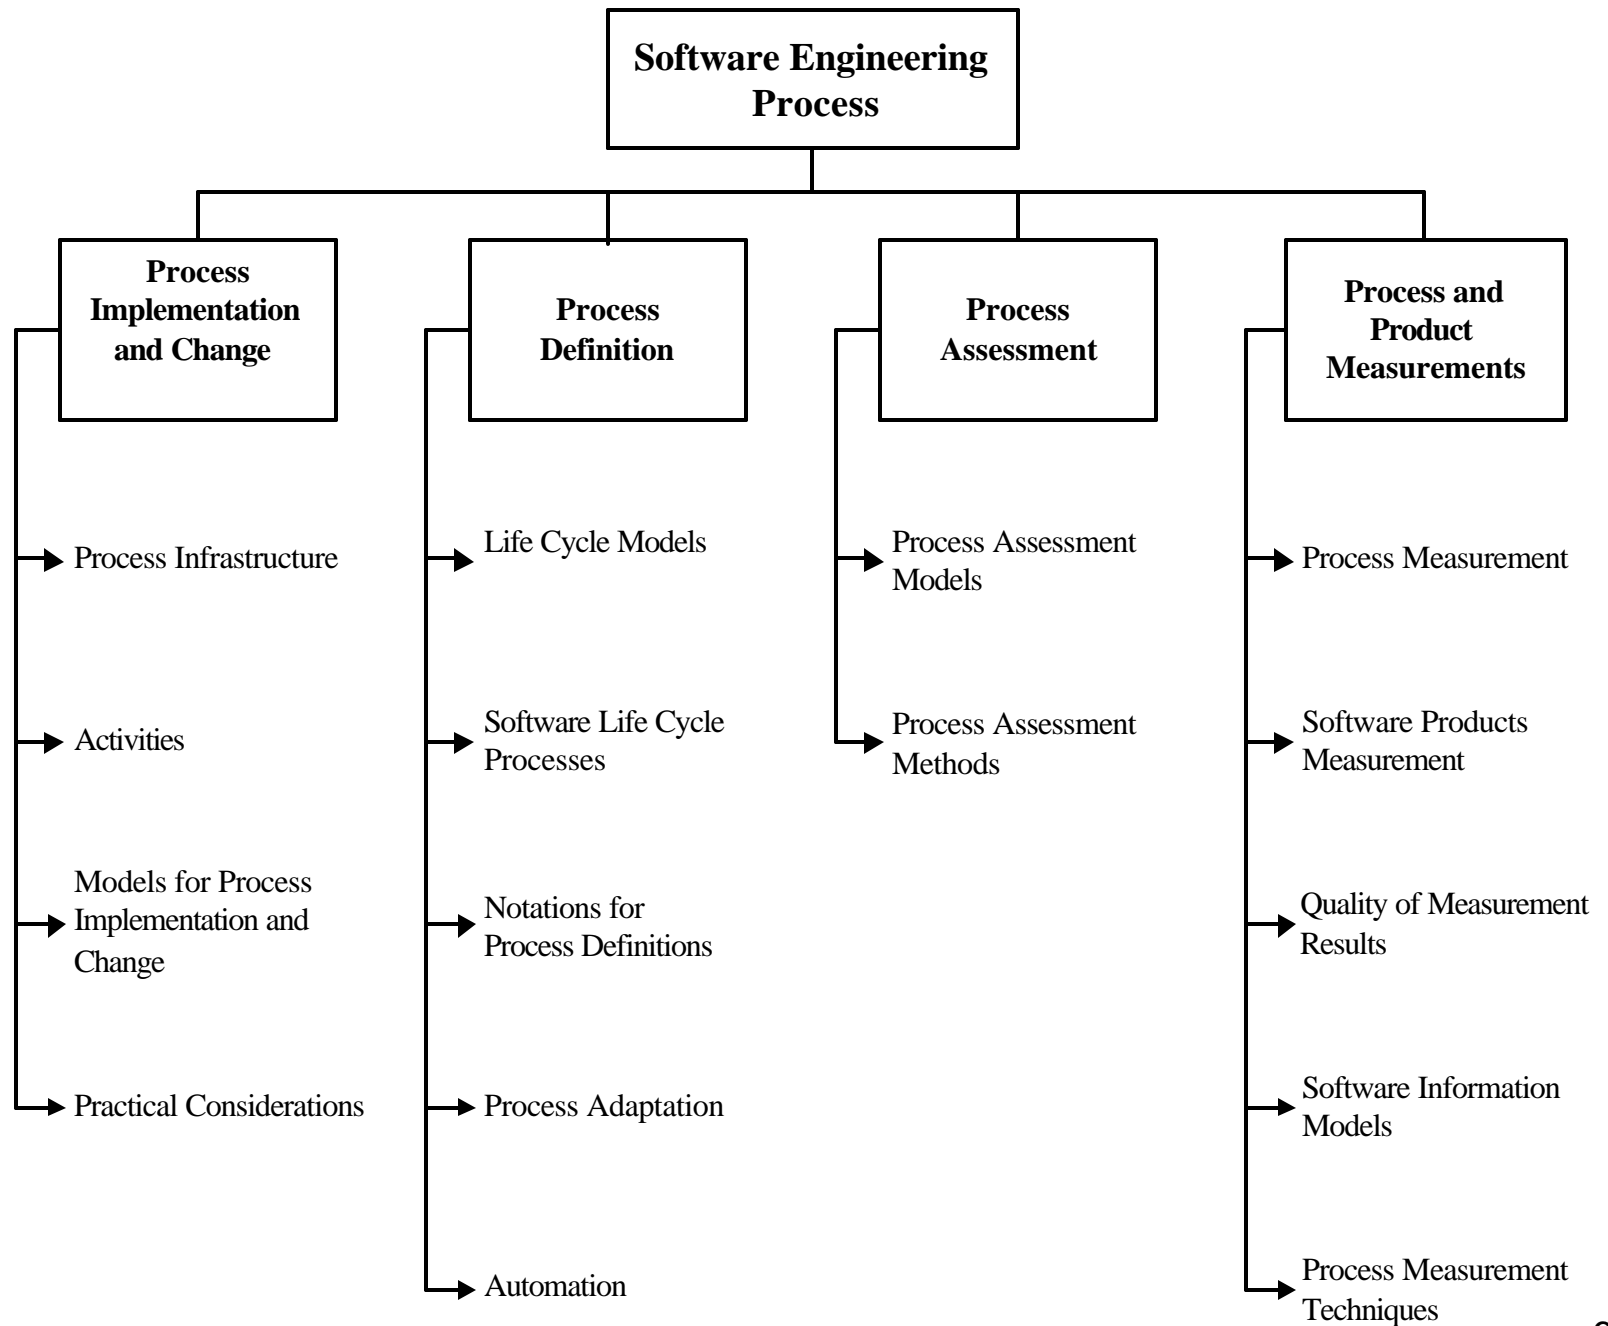 Software Engineering
Process
Process
Implementation
and Change
Process
Definition
Process
Assessment
Process and
Product
Measurements
Process Infrastructure
Activities
Models for Process
Implementation and
Change
Practical Considerations
Life Cycle Models
Software Life Cycle
Processes
Notations for
Process Definitions
Process Adaptation
Automation
Process Assessment
Models
Process Assessment
Methods
Process Measurement
Software Products
Measurement
Quality of Measurement
Results
Software Information
Models
Process Measurement
Techniques